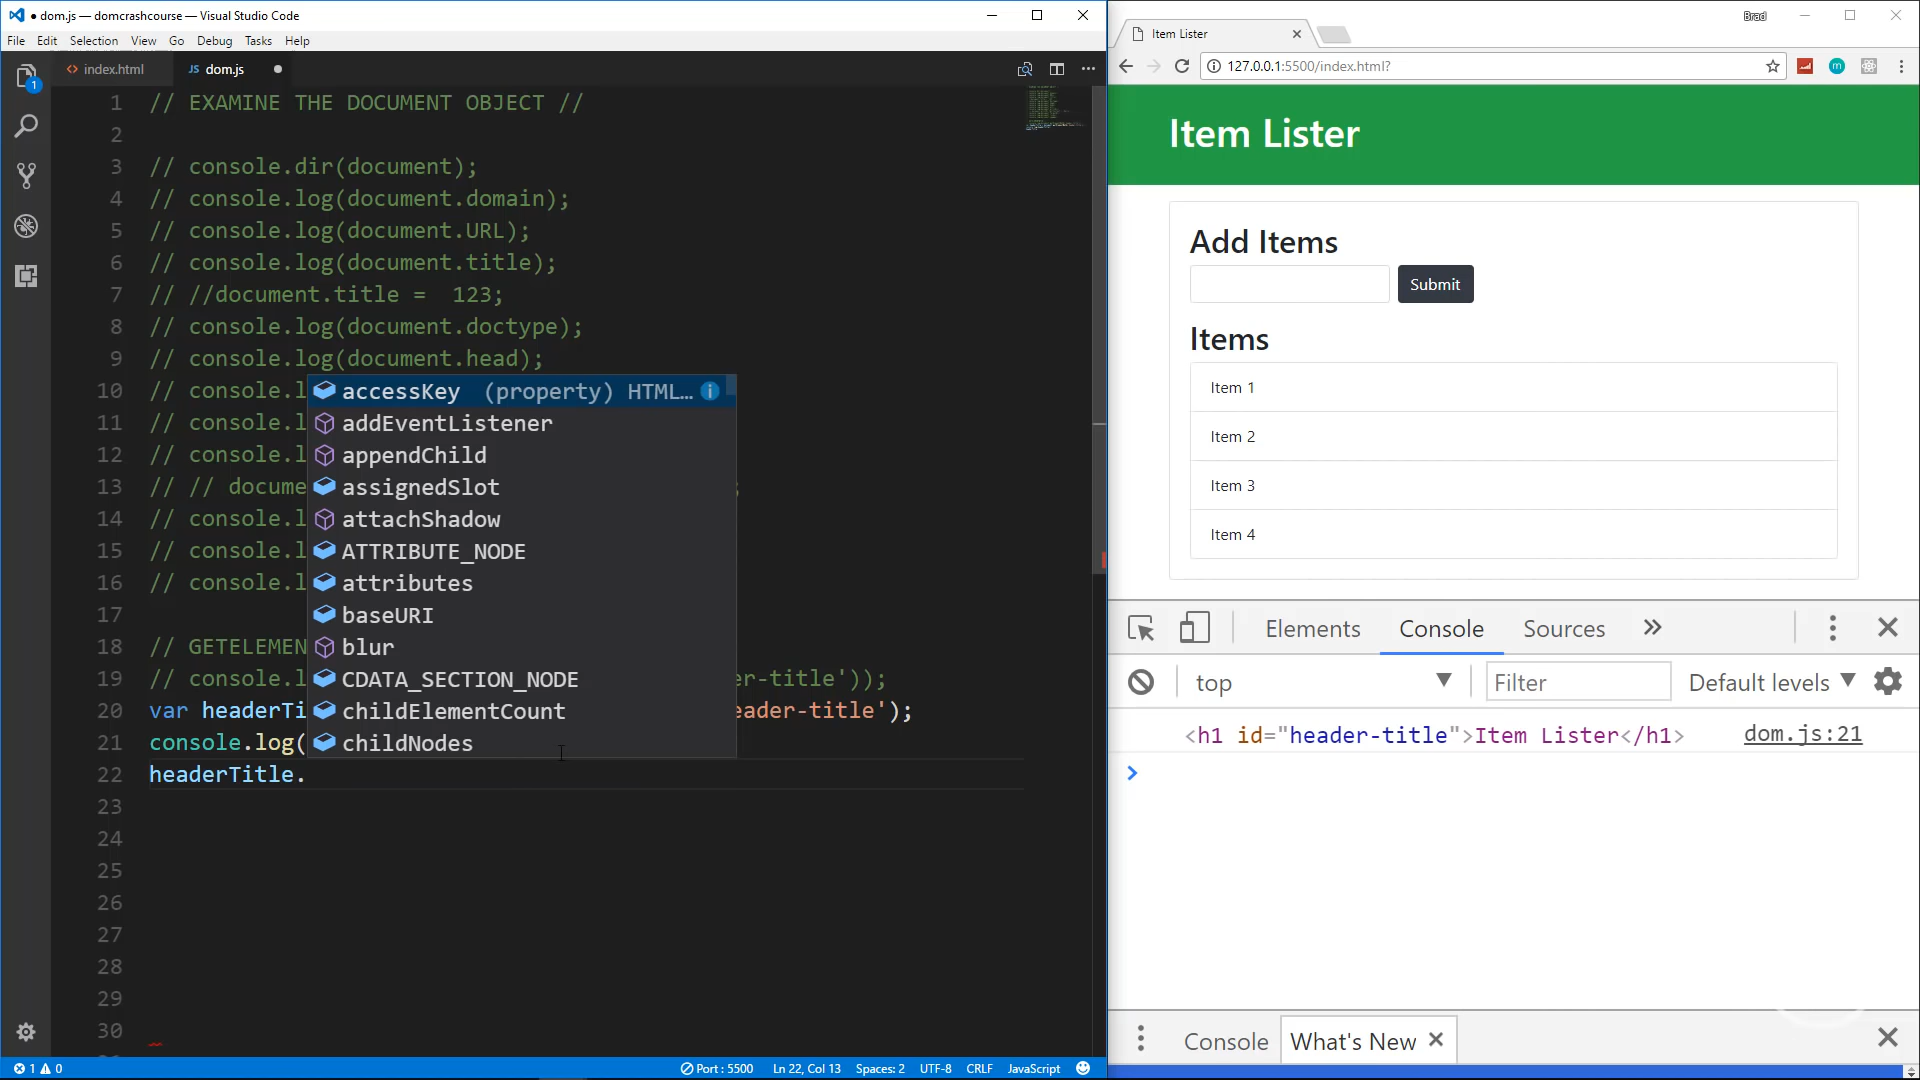 ● dom.js — domcrashcourse — Visual Studio Code
File Edit Selection View Go Debug Tasks Help
index.html
JS dom.js
1
1 // EXAMINE THE DOCUMENT OBJECT //
2
3 // console.dir(document);
4 // console.log(document.domain);
5 // console.log(document.URL);
6 // console.log(document.title);
7 // //document.title =  123;
8 // console.log(document.doctype);
9 // console.log(document.head);
10 // console.l
11 // console.l
12 // console.l
13 // // docume ;
14 // console.l
15 // console.l
16 // console.l
17
18 // GETELEMEN
19 // console.l er-title'));
20 var headerTi eader-title');
21 console.log(
22 headerTitle.
23
24
25
26
27
28
29
30
accessKey (property) HTML...
addEventListener
appendChild
assignedSlot
attachShadow
ATTRIBUTE_NODE
attributes
baseURI
blur
CDATA_SECTION_NODE
childElementCount
childNodes
1 0
Port : 5500 Ln 22, Col 13 Spaces: 2 UTF-8 CRLF JavaScript
Brad
Item Lister
127.0.0.1:5500/index.html?
m
Item Lister
Add Items
Submit
Items
Item 1
Item 2
Item 3
Item 4
Elements Console Sources »
top Filter Default levels
<h1 id="header-title">Item Lister</h1> dom.js:21
>
Console What's New